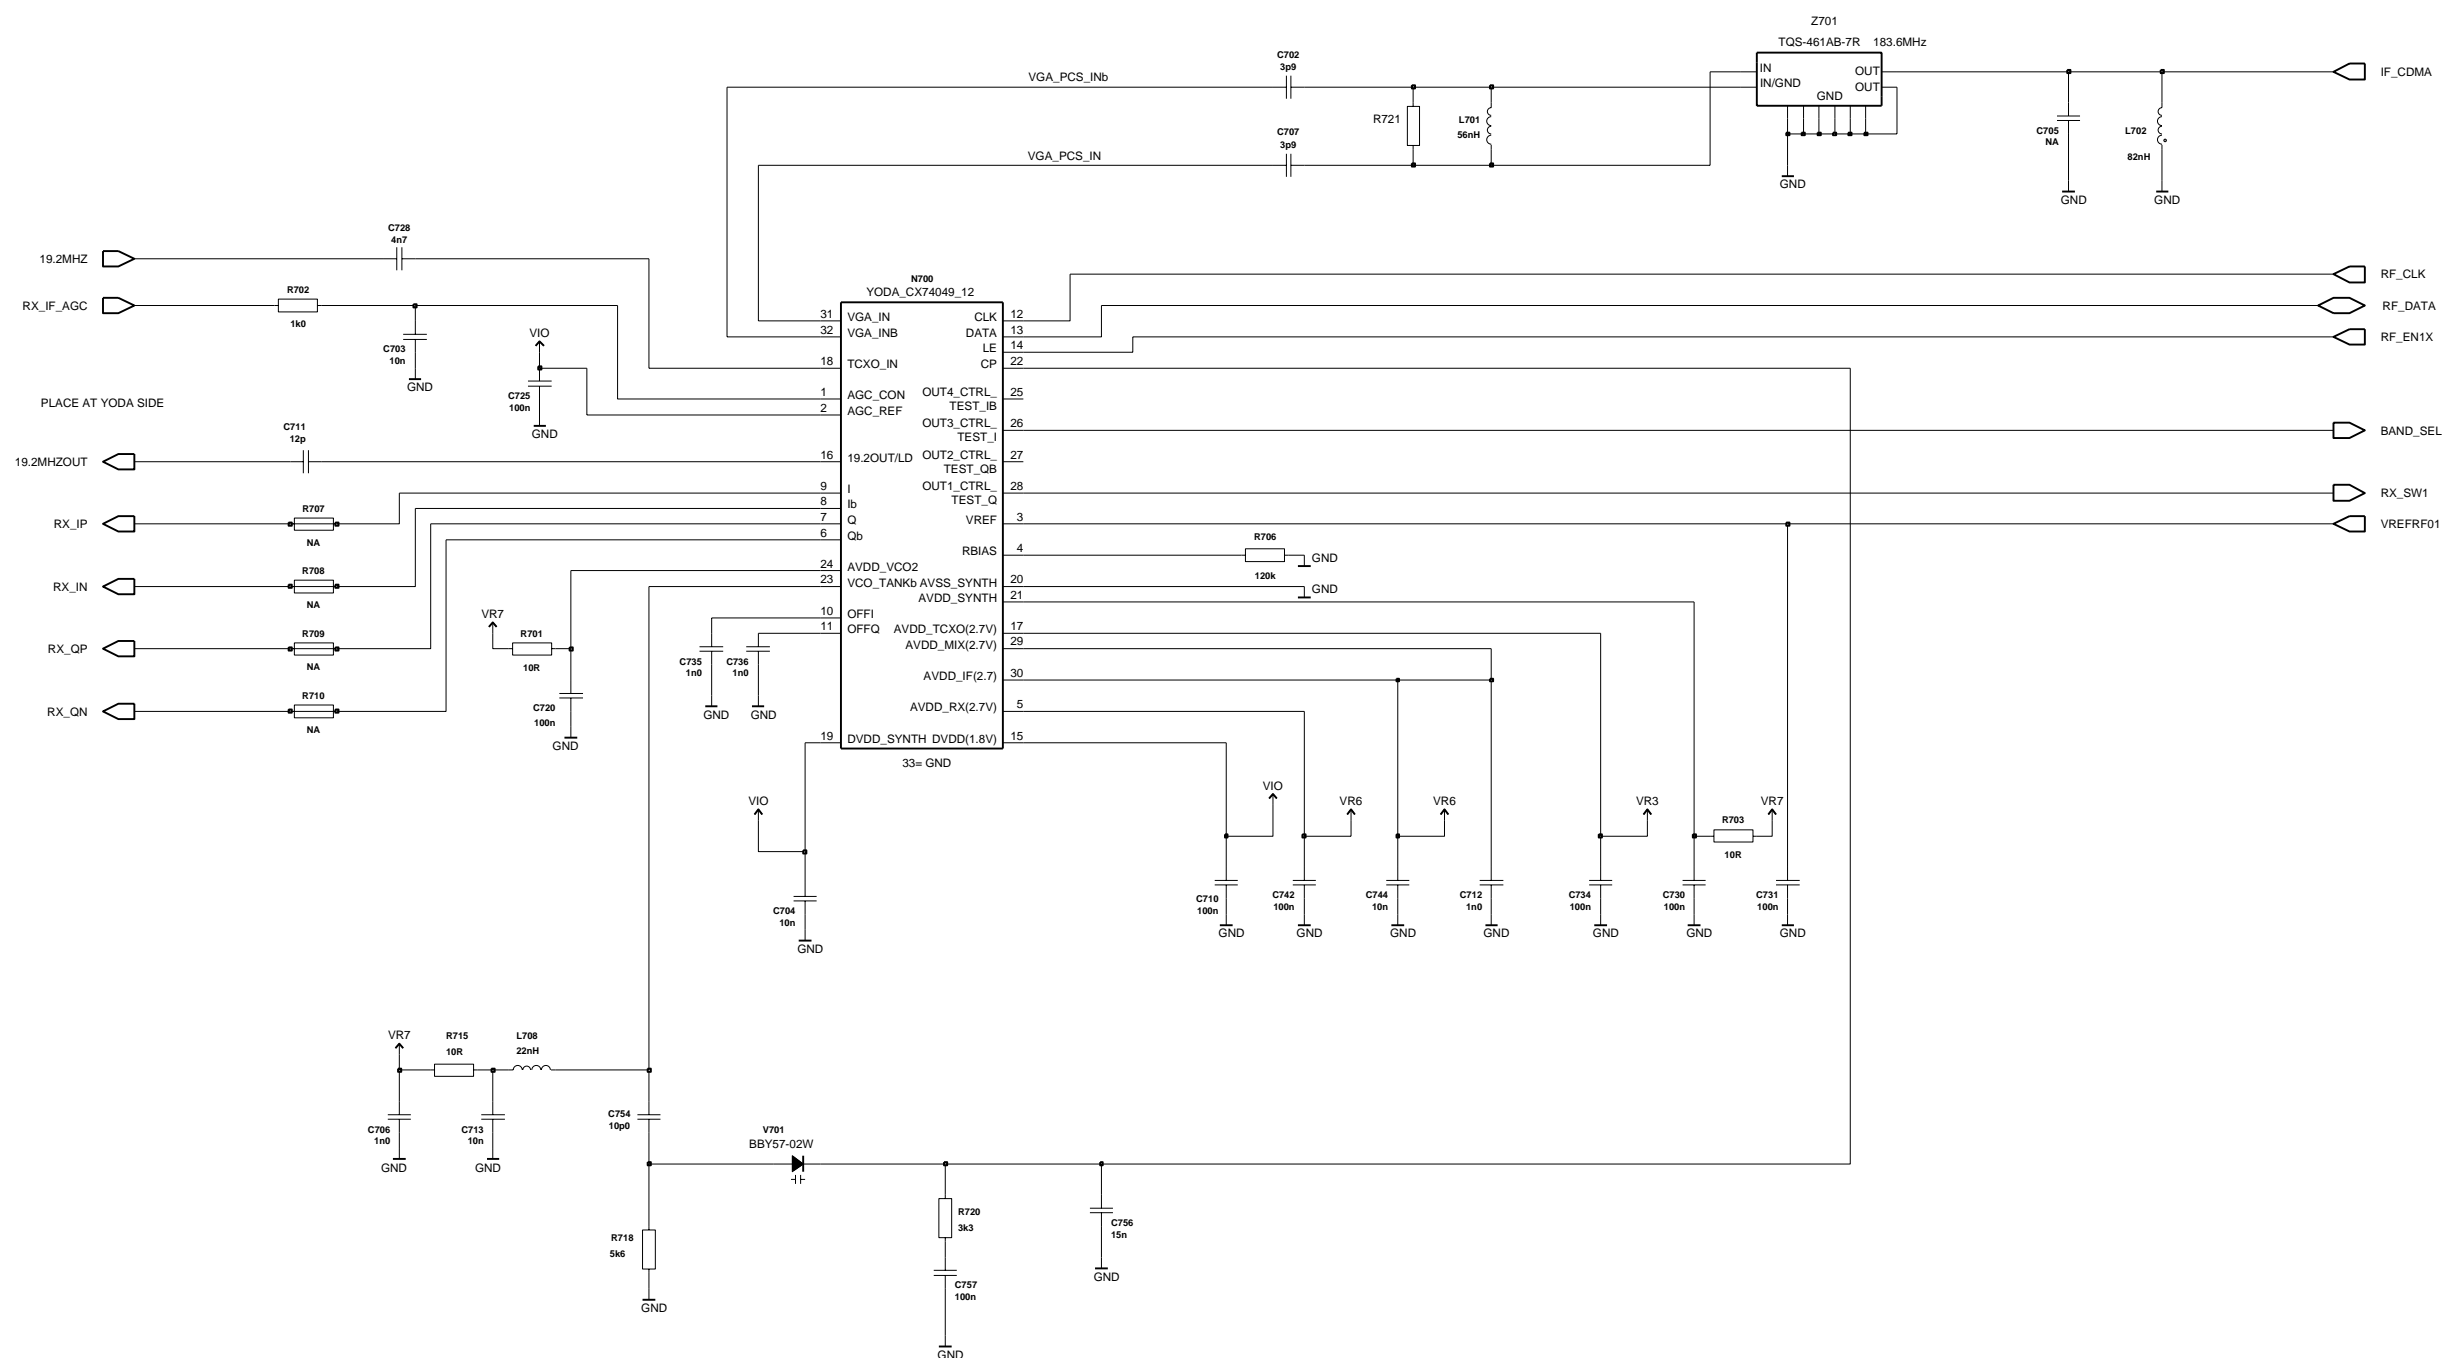 Z701
TQS-461AB-7R 183.6MHz
C702
3p9
VGA_PCS_INb
IN
OUT
IF_CDMA
IN/GND
OUT
GND
R721
L701
56nH
C707
3p9
C705
NA
L702
82nH
VGA_PCS_IN
GND
GND
GND
C728
4n7
19.2MHZ
R702
RX_IF_AGC
1k0
C703
10n
GND
VIO
C725
100n
GND
PLACE AT YODA SIDE
N700
YODA_CX74049_12
31 VGA_IN
32 VGA_INB
18 TCXO_IN
1 AGC_CON
2 AGC_REF
16 19.2OUT/LD
9 I
8 Ib
7 Q
6 Qb
24 AVDD_VCO2
23 VCO_TANKb
10 OFFI
11 OFFQ
19 DVDD_SYNTH
CLK 12
DATA 13
LE 14
CP 22
OUT4_CTRL_ 25
TEST_IB
OUT3_CTRL_ 26
TEST_I
OUT2_CTRL_ 27
TEST_QB
OUT1_CTRL_ 28
TEST_Q
VREF 3
RBIAS 4
AVSS_SYNTH 20
AVDD_SYNTH 21
AVDD_TCXO(2.7V) 17
AVDD_MIX(2.7V) 29
AVDD_IF(2.7) 30
AVDD_RX(2.7V) 5
DVDD(1.8V) 15
33= GND
RF_CLK
RF_DATA
RF_EN1X
BAND_SEL
RX_SW1
VREFRF01
C711
12p
19.2MHZOUT
R707
RX_IP
NA
R708
RX_IN
NA
R709
RX_QP
NA
R710
RX_QN
NA
VR7
R701
10R
C720
100n
GND
C735
1n0
GND
C736
1n0
GND
R706
120k
GND
GND
VIO
C704
10n
GND
VIO
C710
100n
GND
VR6
C742
100n
GND
VR6
C744
10n
GND
C712
1n0
GND
VR3
C734
100n
GND
VR7
R703
10R
C730
100n
GND
C731
100n
GND
VR7
R715
10R
L708
22nH
C706
1n0
GND
C713
10n
GND
C754
10p0
V701
BBY57-02W
R718
5k6
GND
R720
3k3
C757
100n
GND
C756
15n
GND